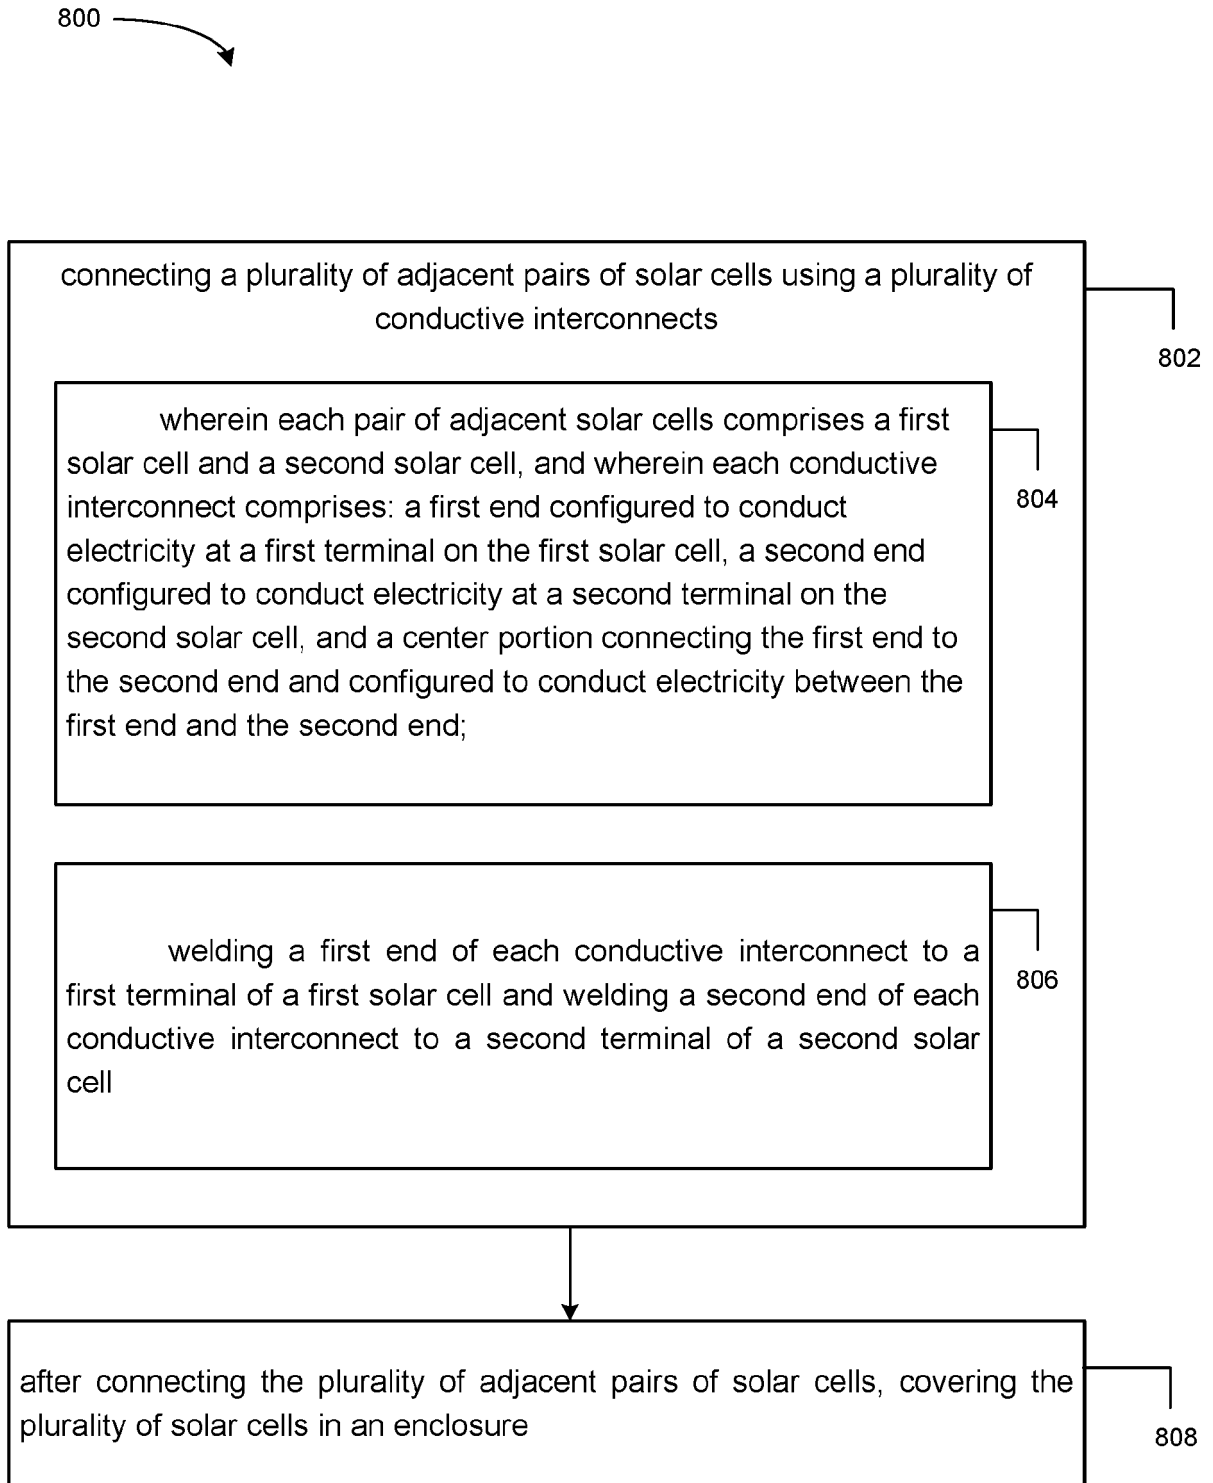 800
connecting a plurality of adjacent pairs of solar cells using a plurality of
conductive interconnects
802
wherein each pair of adjacent solar cells comprises a first
solar cell and a second solar cell, and wherein each conductive
interconnect comprises: a first end configured to conduct
electricity at a first terminal on the first solar cell, a second end
configured to conduct electricity at a second terminal on the
second solar cell, and a center portion connecting the first end to
the second end and configured to conduct electricity between the
first end and the second end;
804
welding a first end of each conductive interconnect to a
first terminal of a first solar cell and welding a second end of each
conductive interconnect to a second terminal of a second solar
cell
806
after connecting the plurality of adjacent pairs of solar cells, covering the
plurality of solar cells in an enclosure
808